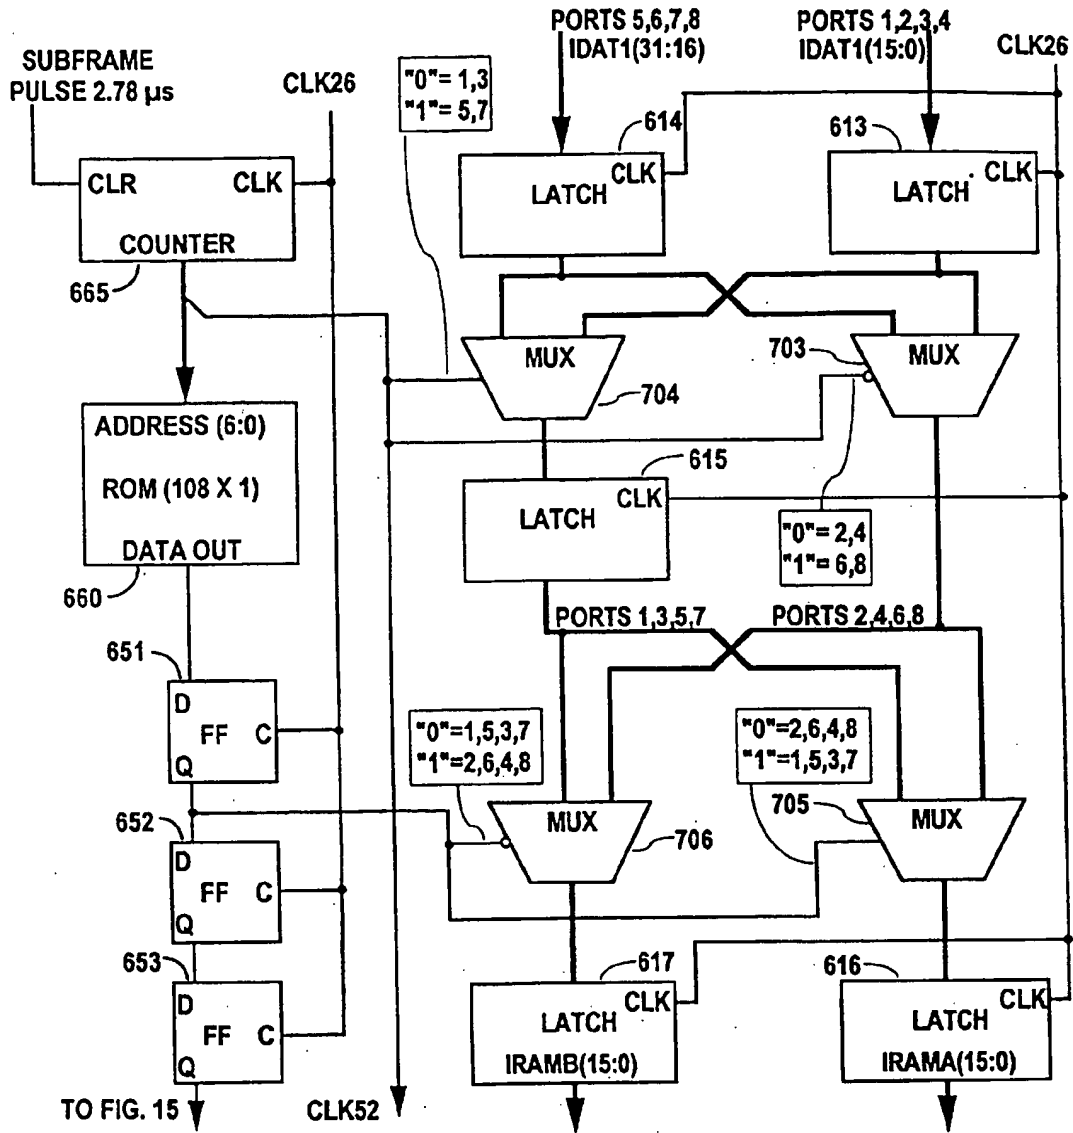 SUBFRAME
PULSE 2.78 µs
CLK26
PORTS 5,6,7,8
IDAT1(31:16)
PORTS 1,2,3,4
IDAT1(15:0)
CLK26
"0"= 1,3
"1"= 5,7
614
613
CLR CLK
COUNTER
665
CLK
LATCH
CLK
LATCH
MUX
704
703
MUX
ADDRESS (6:0)
ROM (108 X 1)
DATA OUT
660
615
CLK
LATCH
"0"= 2,4
"1"= 6,8
PORTS 1,3,5,7
PORTS 2,4,6,8
651
D
FF C
Q
"0"=1,5,3,7
"1"=2,6,4,8
"0"=2,6,4,8
"1"=1,5,3,7
MUX
706
705
MUX
652
D
FF C
Q
653
D
FF C
Q
617
CLK
LATCH
IRAMB(15:0)
616
CLK
LATCH
IRAMA(15:0)
TO FIG. 15
CLK52